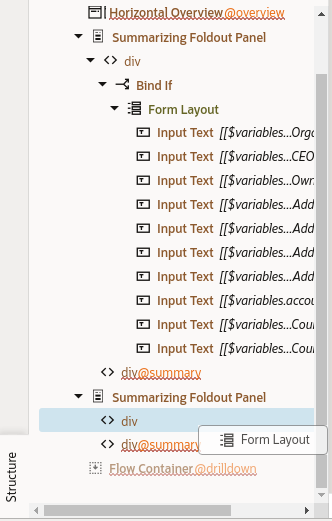 Horizontal Overview@overview
Summarizing Foldout Panel
div
Bind If
Form Layout
Input Text [[$variables...Orga
Input Text [[$variables...CEO
Input Text [[$variables...Own
Input Text [[$variables...Add
Input Text [[$variables...Add
Input Text [[$variables...Add
Input Text [[$variables...Add
Input Text [[$variables.accou
Input Text [[$variables...Cour
Input Text [[$variables...Cour
div@summary
Summarizing Foldout Panel
div
div@summary
Form Layout
Flow Container@drilldown
Structure